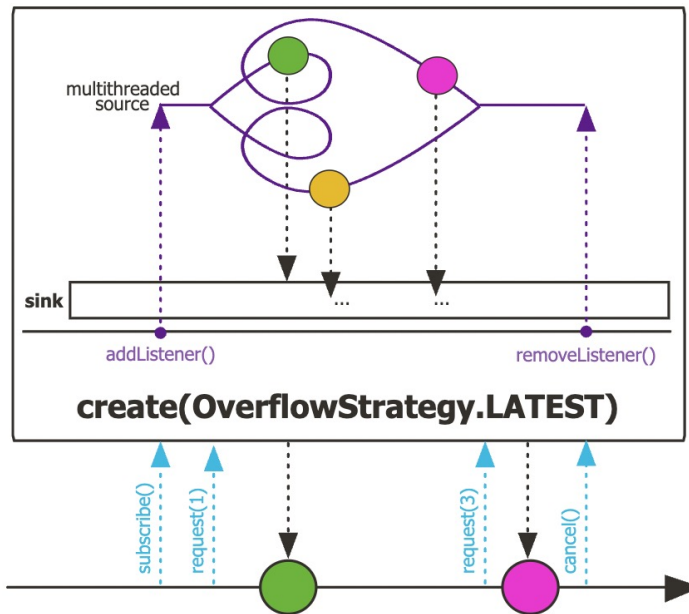 multithreaded
source
sink
...
...
addListener()
removeListener()
create(OverflowStrategy.LATEST)
subscribe()
request(1)
request(3)
cancel()